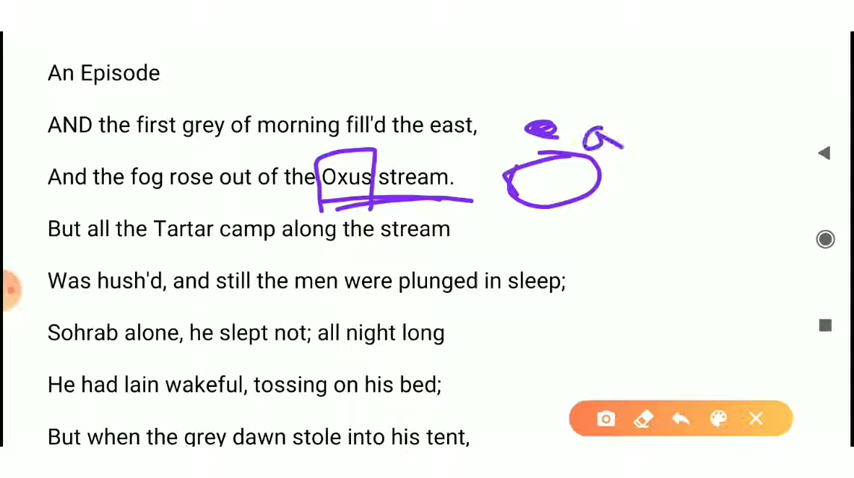 An Episode
AND the first grey of morning fill'd the east,
And the fog rose out of the Oxus stream.
But all the Tartar camp along the stream
Was hush'd, and still the men were plunged in sleep;
Sohrab alone, he slept not; all night long
He had lain wakeful, tossing on his bed;
But when the grey dawn stole into his tent,